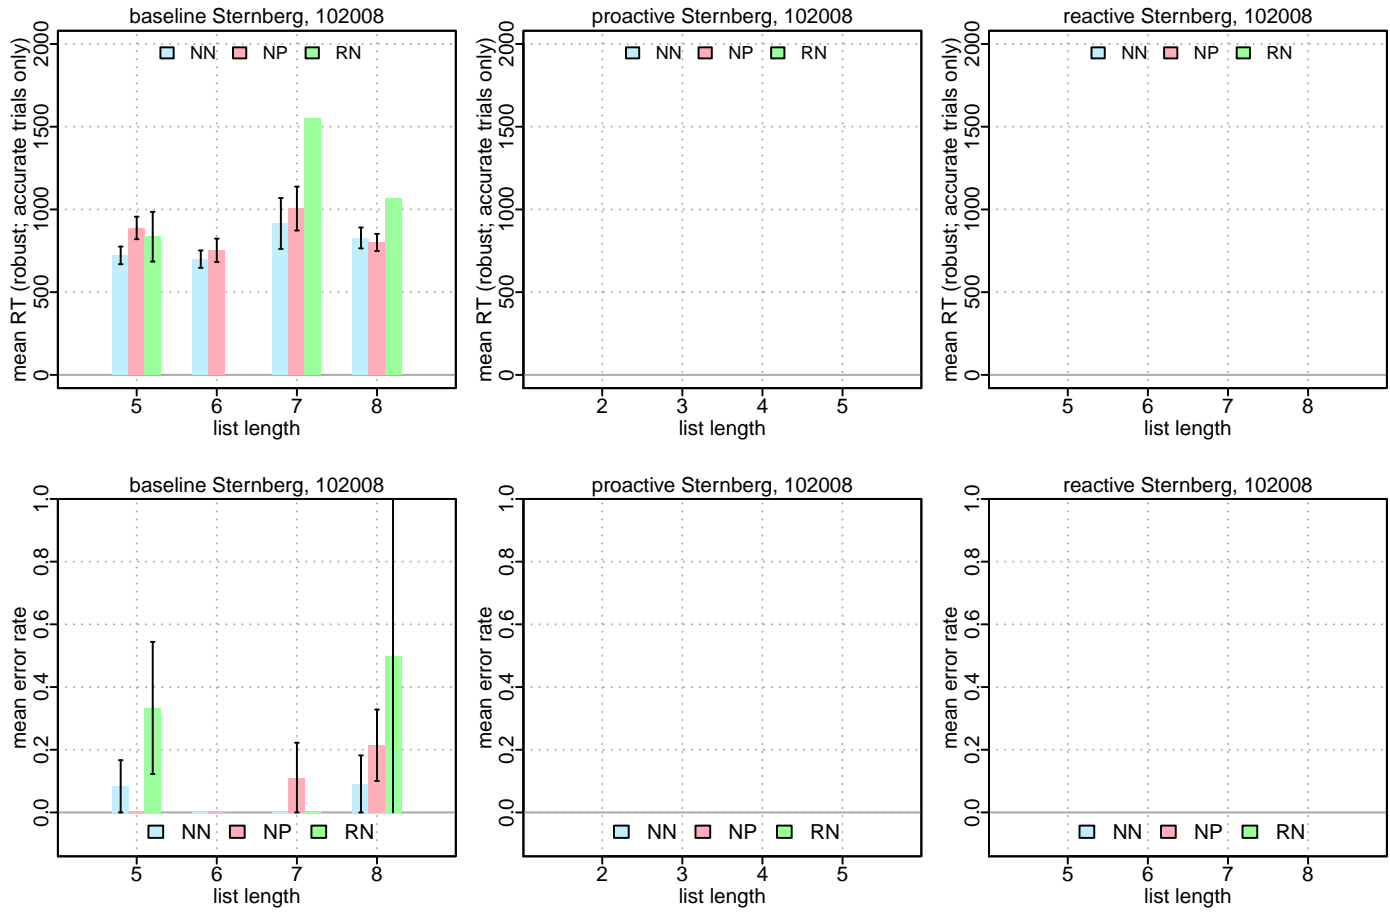 baseline Sternberg, 102008
NN NP RN
mean RT (robust; accurate trials only)
0 500 1000 1500 2000
5 6 7 8
list length
proactive Sternberg, 102008
NN NP RN
mean RT (robust; accurate trials only)
0 500 1000 1500 2000
2 3 4 5
list length
reactive Sternberg, 102008
NN NP RN
mean RT (robust; accurate trials only)
0 500 1000 1500 2000
5 6 7 8
list length
baseline Sternberg, 102008
mean error rate
0.0 0.2 0.4 0.6 0.8 1.0
NN NP RN
5 6 7 8
list length
proactive Sternberg, 102008
mean error rate
0.0 0.2 0.4 0.6 0.8 1.0
NN NP RN
2 3 4 5
list length
reactive Sternberg, 102008
mean error rate
0.0 0.2 0.4 0.6 0.8 1.0
NN NP RN
5 6 7 8
list length